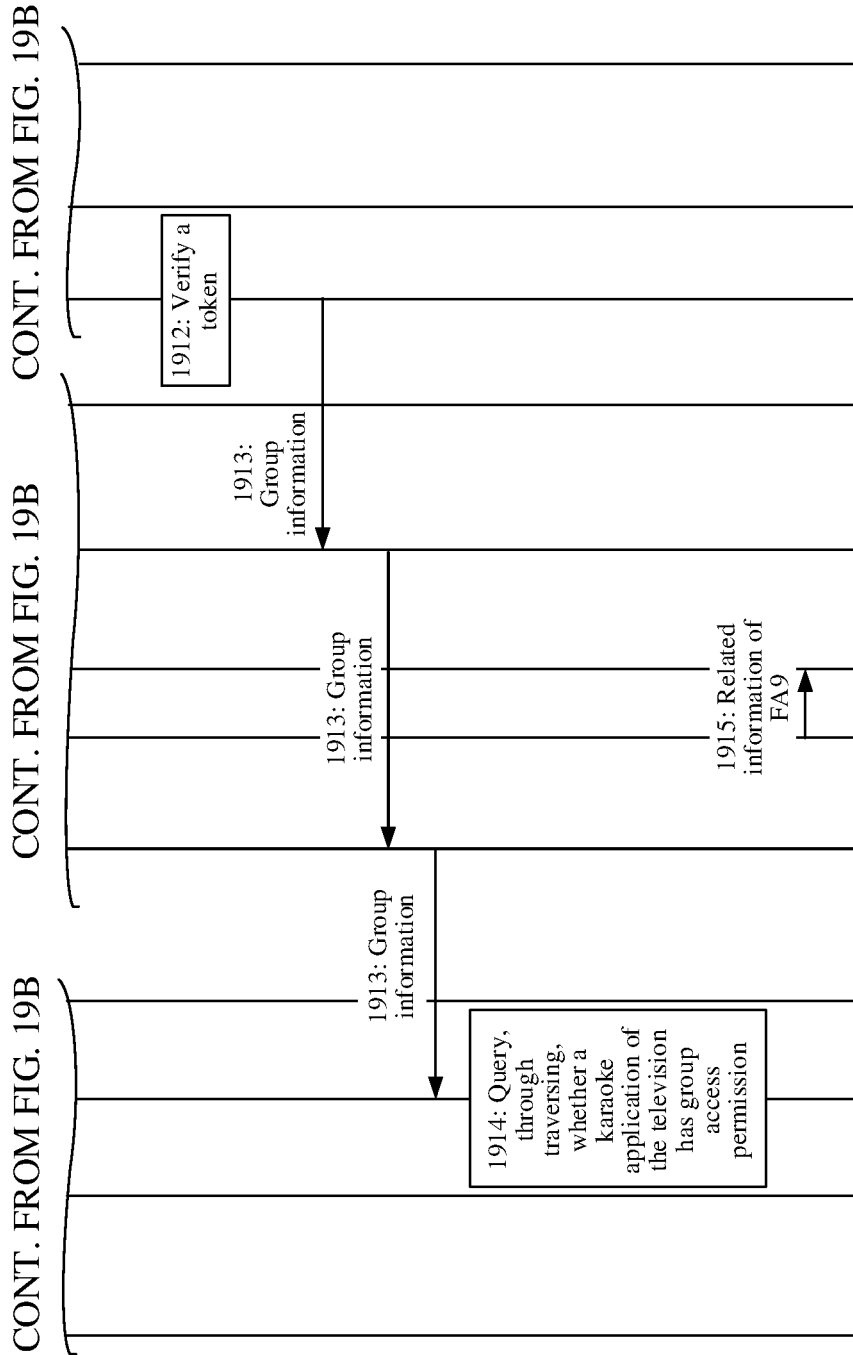 CONT. FROM FIG. 19B
CONT. FROM FIG. 19B
CONT. FROM FIG. 19B
1912: Verify a
token
1913:
Group
information
1913: Group
information
1913: Group
information
1914: Query,
through
traversing,
whether a
karaoke
application of
the television
has group
access
permission
1915: Related
information of
FA9